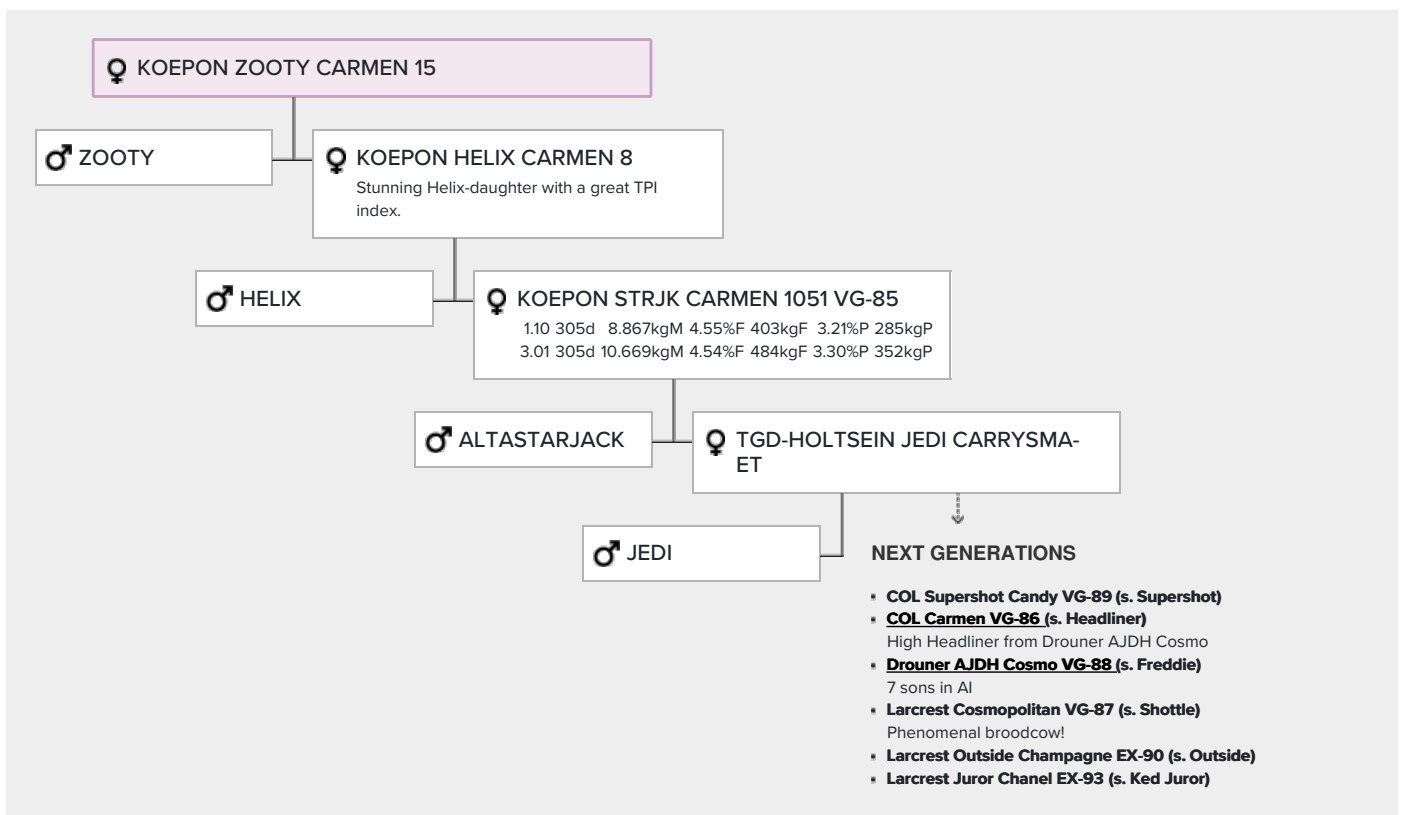 KOEPON ZOOTY CARMEN 15
ZOOTY
KOEPON HELIX CARMEN 8
Stunning Helix-daughter with a great TPI
index.
HELIX
KOEPON STRJK CARMEN 1051 VG-85
1.10 305d 8.867kgM 4.55%F 403kgF 3.21%P 285kgP
3.01 305d 10.669kgM 4.54%F 484kgF 3.30%P 352kgP
ALTASTARJACK
TGD-HOLTSEIN JEDI CARRYSMA-
ET
JEDI
NEXT GENERATIONS
▪ COL Supershot Candy VG-89 (s. Supershot)
▪ COL Carmen VG-86 (s. Headliner)
High Headliner from Drouner AJDH Cosmo
▪ Drouner AJDH Cosmo VG-88 (s. Freddie)
7 sons in AI
▪ Larcrest Cosmopolitan VG-87 (s. Shottle)
Phenomenal broodcow!
▪ Larcrest Outside Champagne EX-90 (s. Outside)
▪ Larcrest Juror Chanel EX-93 (s. Ked Juror)